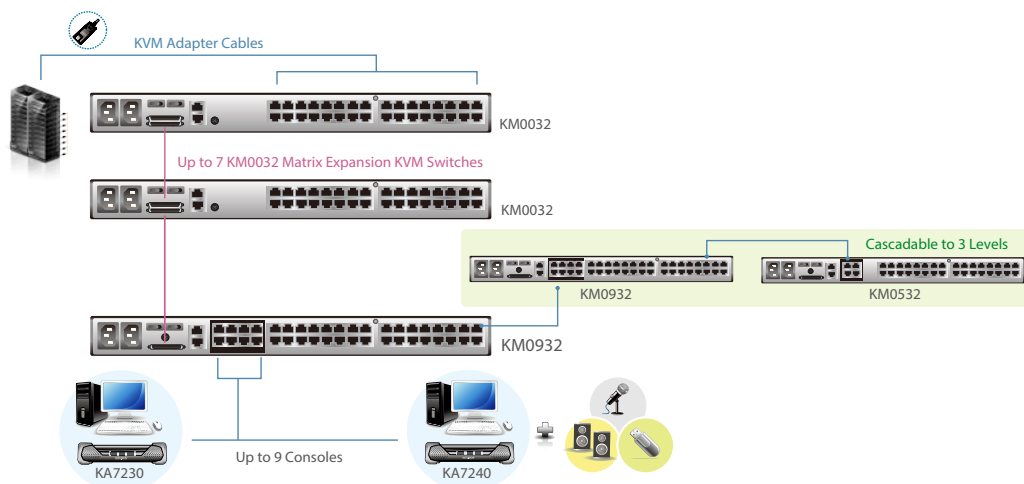 KVM Adapter Cables
KM0032
Up to 7 KM0032 Matrix Expansion KVM Switches
KM0032
Cascadable to 3 Levels
KM0932
KM0532
KM0932
KA7230
Up to 9 Consoles
KA7240